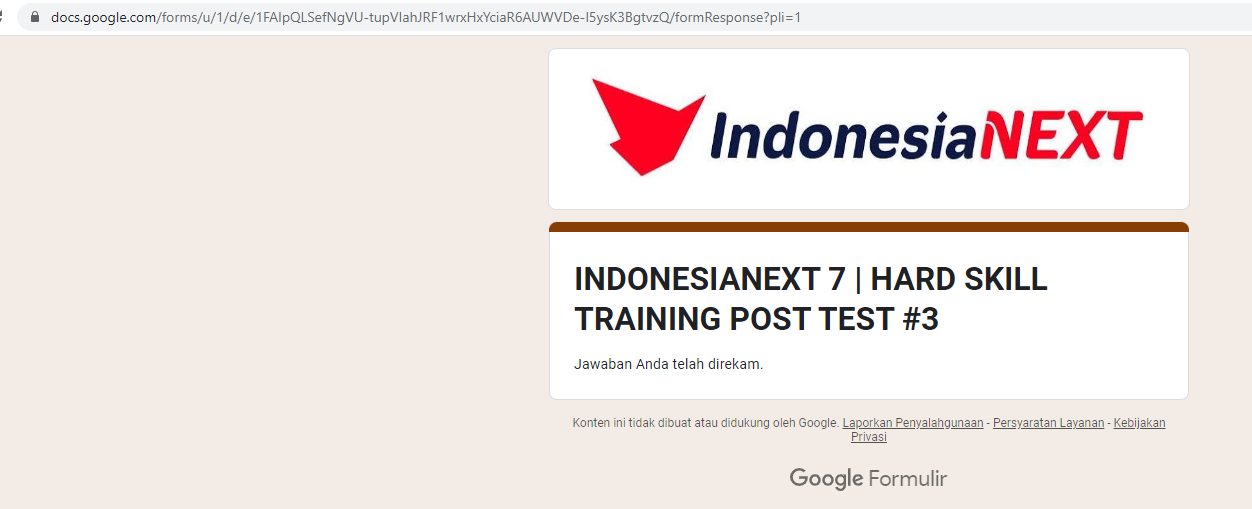 docs.google.com/forms/u/1/d/e/1FAIpQLSefNgVU-tupVIahJRF1wrxHxYciaR6AUWVDe-I5ysK3BgtvzQ/formResponse?pli=1
IndonesiaNEXT
INDONESIANEXT 7 | HARD SKILL
TRAINING POST TEST #3
Jawaban Anda telah direkam.
Konten ini tidak dibuat atau didukung oleh Google. Laporkan Penyalahgunaan - Persyaratan Layanan - Kebijakan
Privasi
Google Formulir